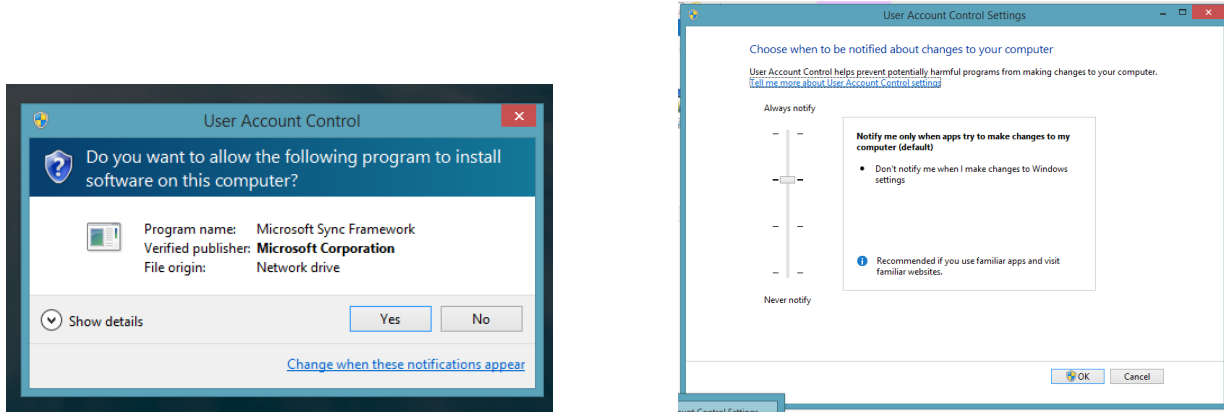 User Account Control
Do you want to allow the following program to install
software on this computer?
Program name: Microsoft Sync Framework
Verified publisher: Microsoft Corporation
File origin: Network drive
Show details
Yes
No
Change when these notifications appear
User Account Control Settings
Choose when to be notified about changes to your computer
User Account Control helps prevent potentially harmful programs from making changes to your computer.
Tell me more about User Account Control settings
Always notify
Notify me only when apps try to make changes to my
computer (default)
Don't notify me when I make changes to Windows
settings
Recommended if you use familiar apps and visit
familiar websites.
Never notify
OK
Cancel
Control Settings